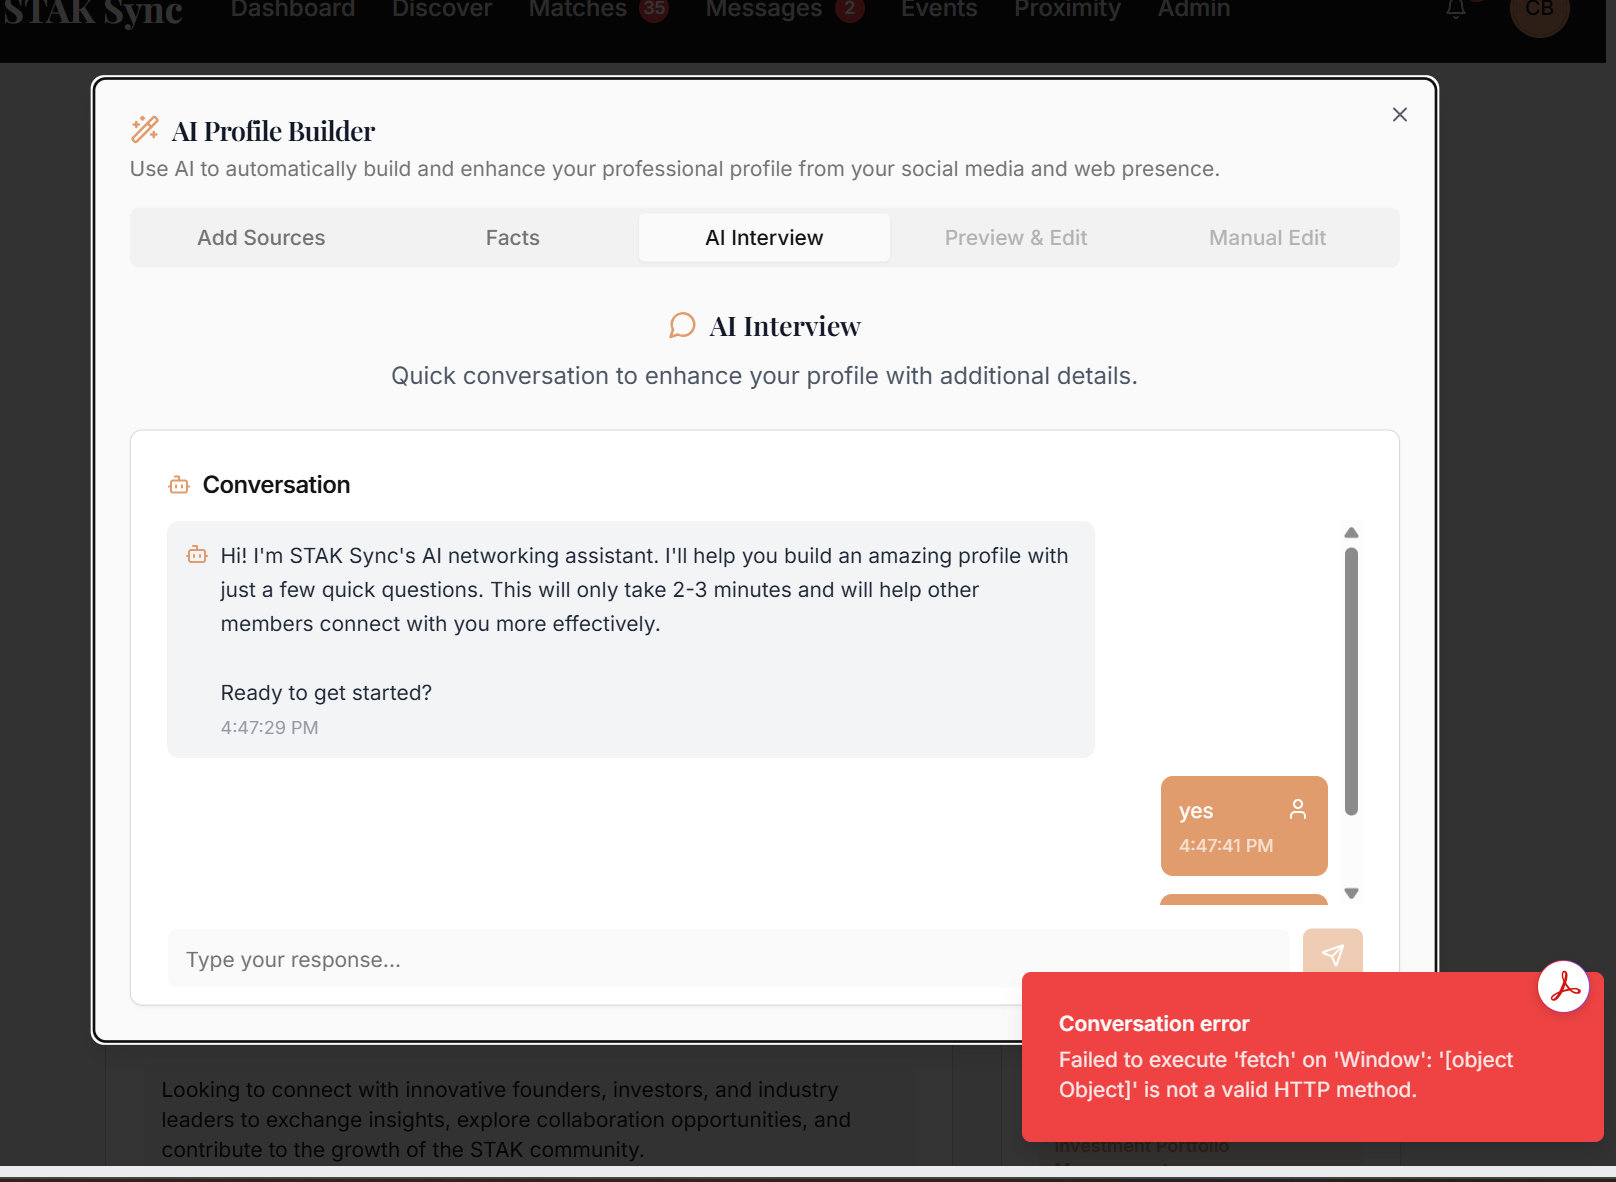 STAK Sync
Dashboard
Discover
Matches 35
Messages 2
Events
Proximity
Admin
CB
AI Profile Builder
Use AI to automatically build and enhance your professional profile from your social media and web presence.
Add Sources
Facts
AI Interview
Preview & Edit
Manual Edit
AI Interview
Quick conversation to enhance your profile with additional details.
Conversation
Hi! I'm STAK Sync's AI networking assistant. I'll help you build an amazing profile with
just a few quick questions. This will only take 2-3 minutes and will help other
members connect with you more effectively.
Ready to get started?
4:47:29 PM
yes
4:47:41 PM
Type your response...
Conversation error
Failed to execute 'fetch' on 'Window': '[object
Object]' is not a valid HTTP method.
Looking to connect with innovative founders, investors, and industry
leaders to exchange insights, explore collaboration opportunities, and
contribute to the growth of the STAK community.
Investment Portfolio